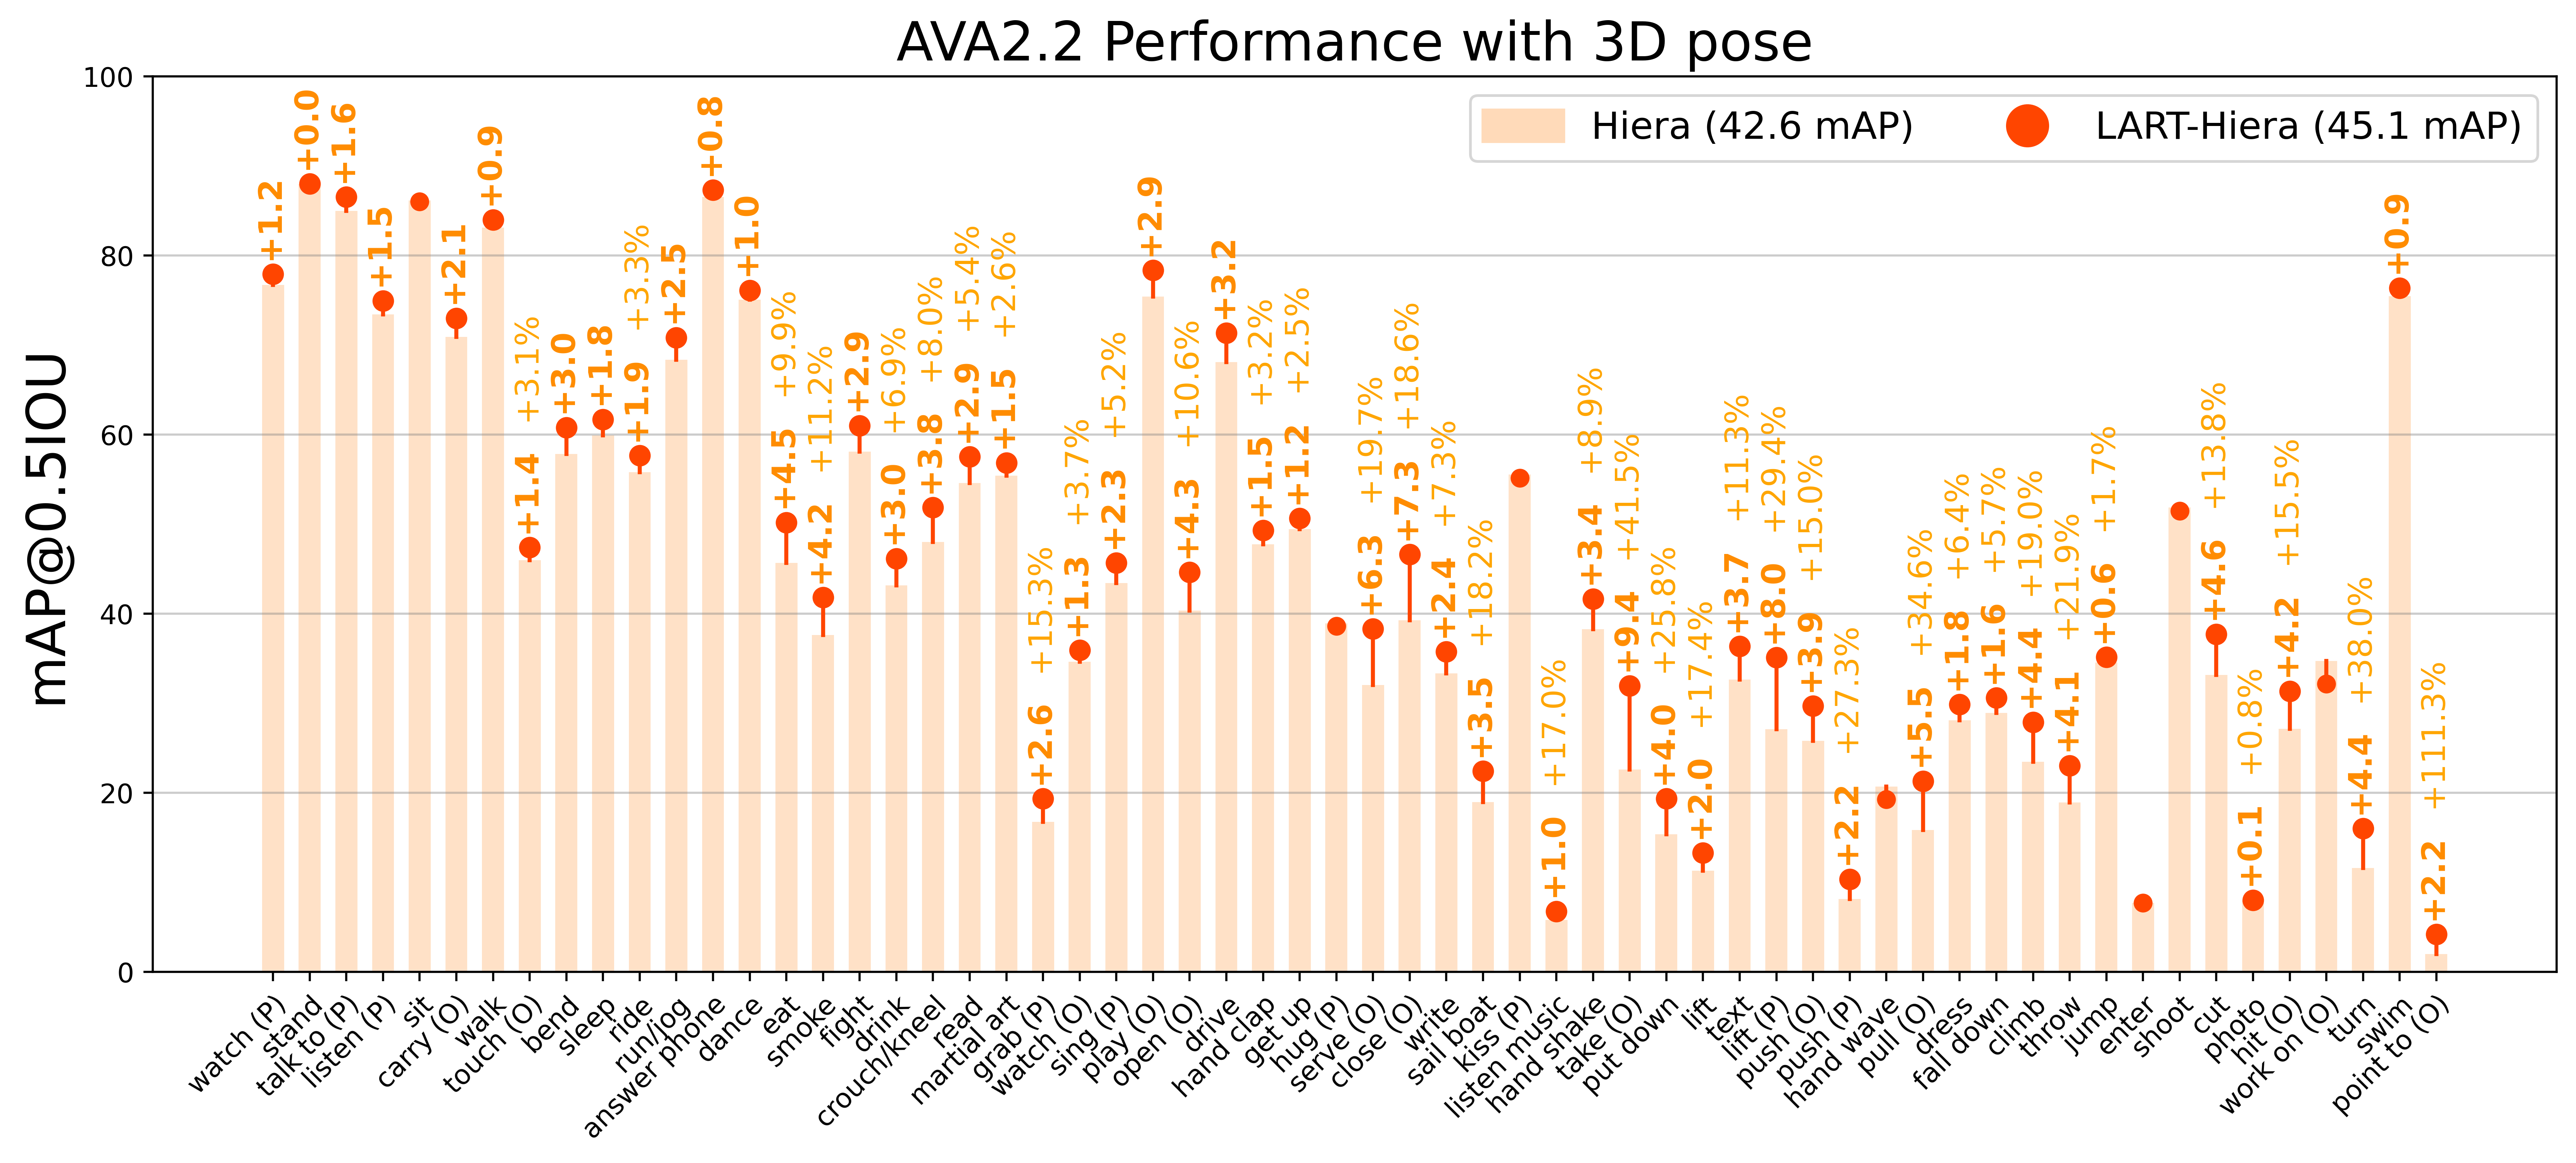 AVA2.2 Performance with 3D pose
Hiera (42.6 mAP)
LART-Hiera (45.1 mAP)
mAP@0.5IOU
100
80
60
40
20
0
+1.2
+0.0
+1.6
+1.5
+2.1
+0.9
+1.4 +3.1%
+3.0
+1.8
+1.9 +3.3%
+2.5
+0.8
+1.0
+4.5 +9.9%
+4.2 +11.2%
+2.9
+3.0 +6.9%
+3.8 +8.0%
+2.9 +5.4%
+1.5 +2.6%
+2.6 +15.3%
+1.3 +3.7%
+2.3 +5.2%
+2.9
+4.3 +10.6%
+3.2
+1.5 +3.2%
+1.2 +2.5%
+6.3 +19.7%
+7.3 +18.6%
+2.4 +7.3%
+3.5 +18.2%
+1.0 +17.0%
+3.4 +8.9%
+9.4 +41.5%
+4.0 +25.8%
+2.0 +17.4%
+3.7 +11.3%
+8.0 +29.4%
+3.9 +15.0%
+2.2 +27.3%
+5.5 +34.6%
+1.8 +6.4%
+1.6 +5.7%
+4.4 +19.0%
+4.1 +21.9%
+0.6 +1.7%
+4.6 +13.8%
+0.1 +0.8%
+4.2 +15.5%
+4.4 +38.0%
+0.9
+2.2 +111.3%
watch (P)
stand
talk to (P)
listen (P)
sit
carry (O)
walk
touch (O)
bend
sleep
ride
run/jog
answer phone
dance
eat
smoke
fight
drink
crouch/kneel
read
martial art
grab (P)
watch (O)
sing (P)
play (O)
open (O)
drive
hand clap
get up
hug (P)
serve (O)
close (O)
write
sail boat
kiss (P)
listen music
hand shake
take (O)
put down
lift
text
lift (P)
push (O)
push (P)
hand wave
pull (O)
dress
fall down
climb
throw
jump
enter
shoot
cut
photo
hit (O)
work on (O)
turn
swim
point to (O)